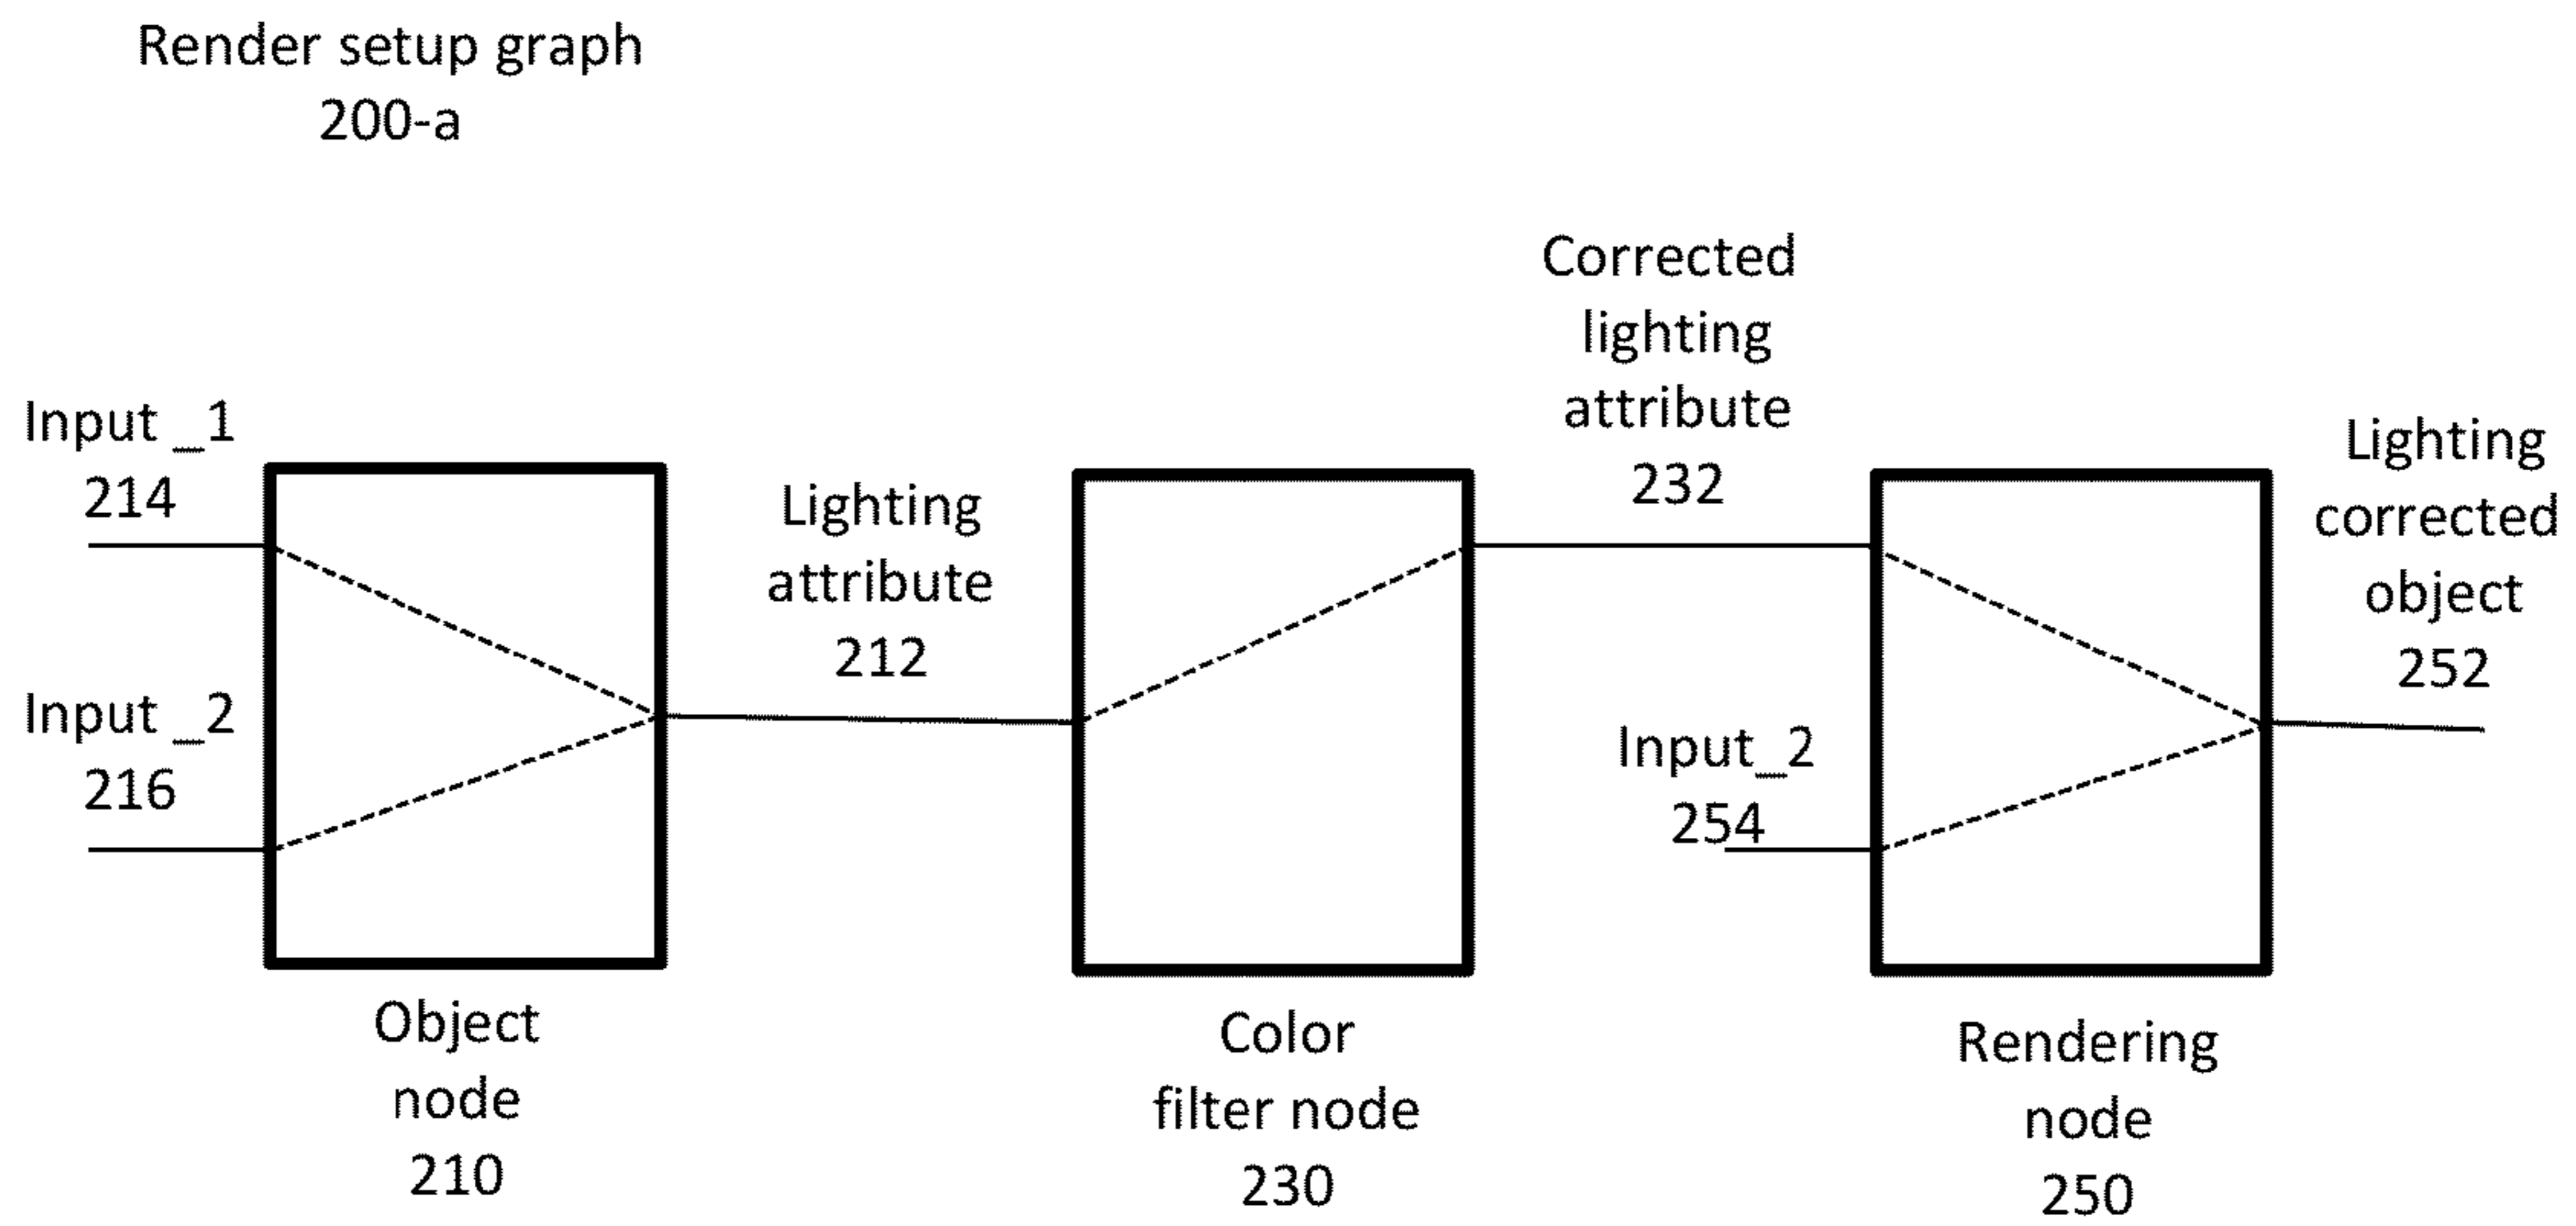 Render setup graph
200-a
Input _1
214
Input _2
216
Lighting
attribute
212
Corrected
lighting
attribute
232
Input_2
254
Lighting
corrected
object
252
Object
node
210
Color
filter node
230
Rendering
node
250